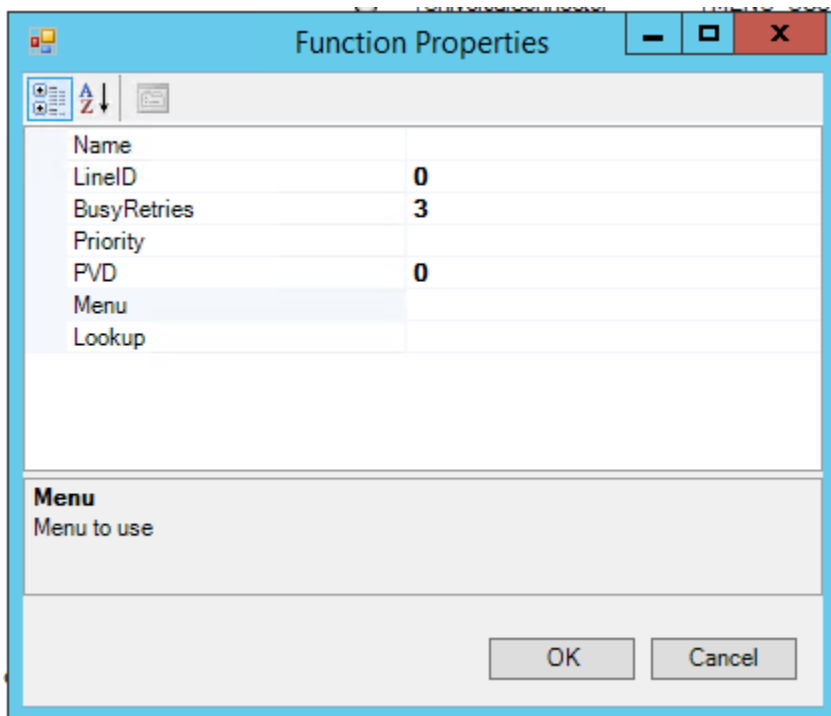 Function Properties
Name
LineID 0
BusyRetries 3
Priority
PVD 0
Menu
Lookup
Menu
Menu to use
OK Cancel